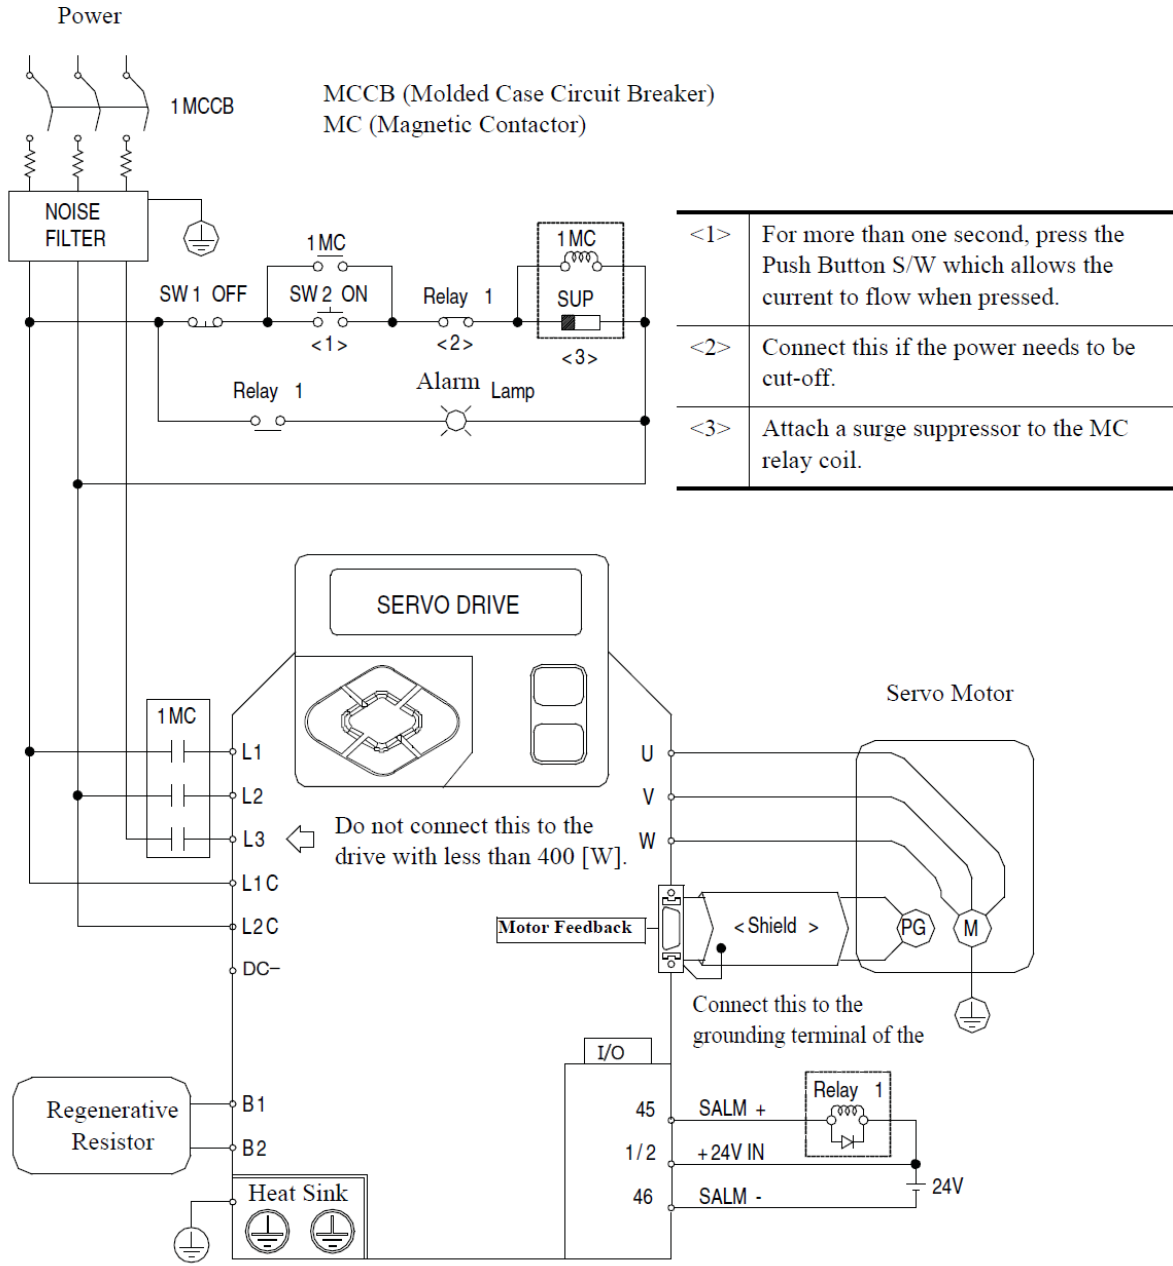 Power
1 MCCB
MCCB (Molded Case Circuit Breaker)
MC (Magnetic Contactor)
NOISE
FILTER
1 MC
1 MC
SW 1 OFF
SW 2 ON
Relay 1
SUP
<1>
<2>
<3>
Relay 1
Alarm Lamp
<1> For more than one second, press the
Push Button S/W which allows the
current to flow when pressed.
<2> Connect this if the power needs to be
cut-off.
<3> Attach a surge suppressor to the MC
relay coil.
SERVO DRIVE
1 MC
L1
L2
L3
Do not connect this to the
drive with less than 400 [W].
L1 C
L2 C
DC–
U
V
W
Servo Motor
Motor Feedback
< Shield >
PG
M
Connect this to the
grounding terminal of the
I/O
Regenerative
Resistor
B1
B2
Heat Sink
45
SALM +
Relay 1
1/2
+24V IN
46
SALM -
24V